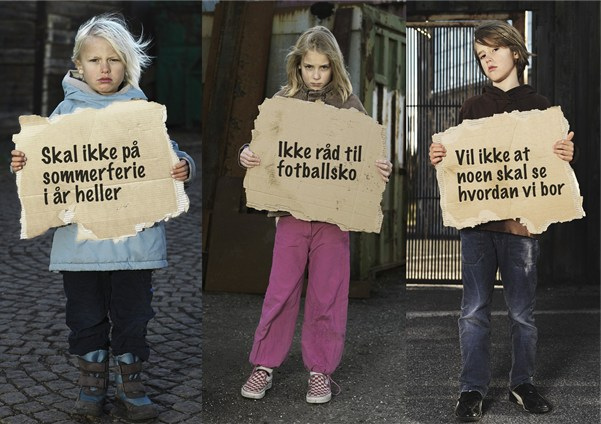 Skal ikke på
sommerferie
i år heller
Ikke råd til
fotballsko
Vil ikke at
noen skal se
hvordan vi bor